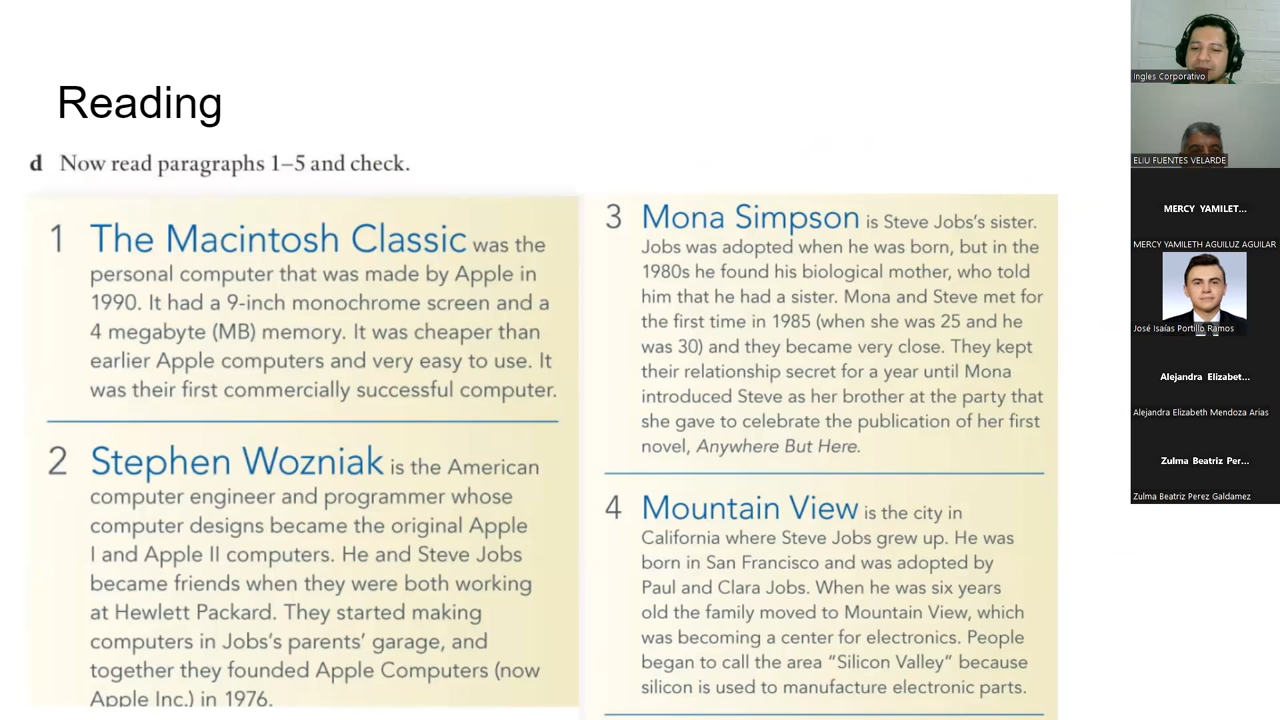 Reading
d Now read paragraphs 1–5 and check.
1 The Macintosh Classic was the
personal computer that was made by Apple in
1990. It had a 9-inch monochrome screen and a
4 megabyte (MB) memory. It was cheaper than
earlier Apple computers and very easy to use. It
was their first commercially successful computer.
2 Stephen Wozniak is the American
computer engineer and programmer whose
computer designs became the original Apple
I and Apple II computers. He and Steve Jobs
became friends when they were both working
at Hewlett Packard. They started making
computers in Jobs's parents' garage, and
together they founded Apple Computers (now
Apple Inc.) in 1976.
3 Mona Simpson is Steve Jobs's sister.
Jobs was adopted when he was born, but in the
1980s he found his biological mother, who told
him that he had a sister. Mona and Steve met for
the first time in 1985 (when she was 25 and he
was 30) and they became very close. They kept
their relationship secret for a year until Mona
introduced Steve as her brother at the party that
she gave to celebrate the publication of her first
novel, Anywhere But Here.
4 Mountain View is the city in
California where Steve Jobs grew up. He was
born in San Francisco and was adopted by
Paul and Clara Jobs. When he was six years
old the family moved to Mountain View, which
was becoming a center for electronics. People
began to call the area “Silicon Valley” because
silicon is used to manufacture electronic parts.
Ingles Corporativo
ELIU FUENTES VELARDE
MERCY YAMILET...
MERCY YAMILETH AGUILUZ AGUILAR
José Isaías Portillo Ramos
Alejandra Elizabet...
Alejandra Elizabeth Mendoza Arias
Zulma Beatriz Per...
Zulma Beatriz Perez Galdamez